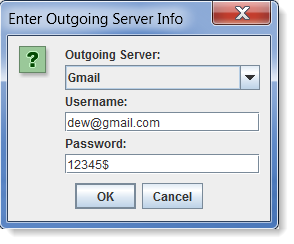 Enter Outgoing Server Info
?
Outgoing Server:
Gmail
Username:
dew@gmail.com
Password:
12345$
OK Cancel